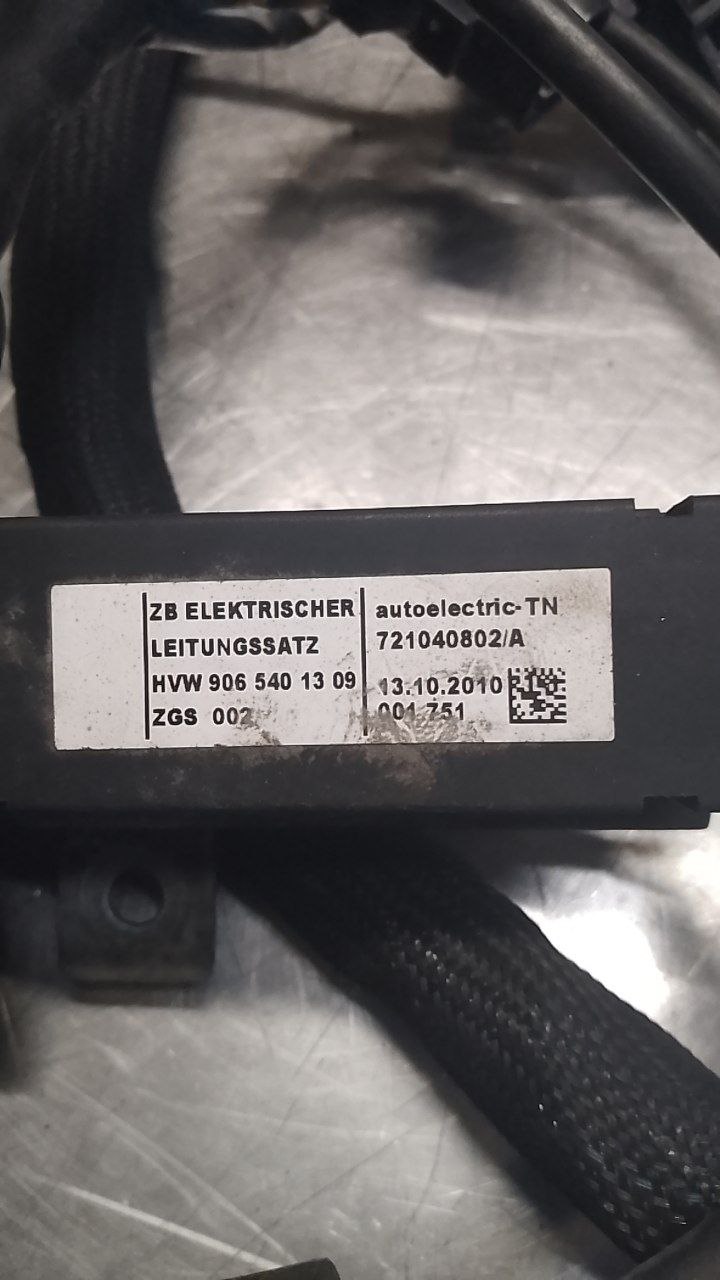 ZB ELEKTRISCHER
LEITUNGSSATZ
HVW 906 540 13 09
ZGS 002
autoelectric-TN
721040802/A
13.10.2010
001 751